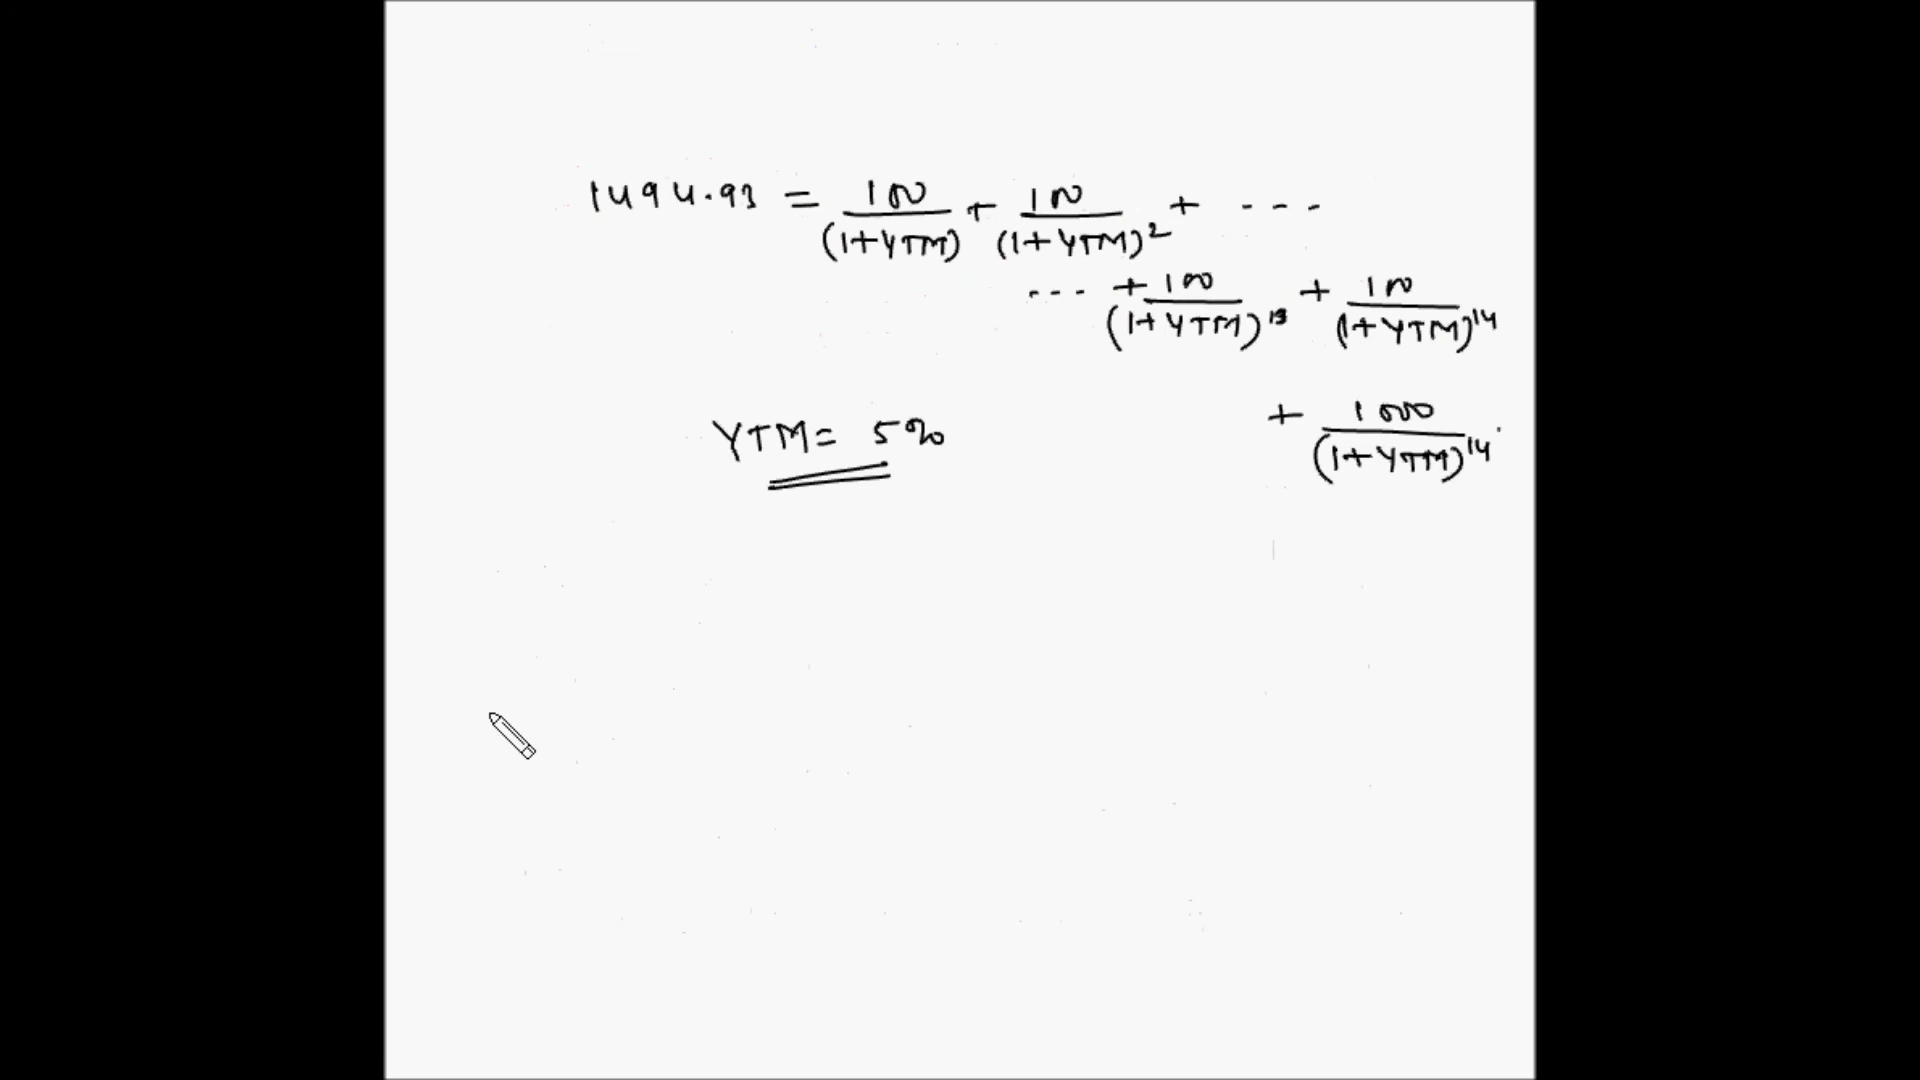 1494.93 = 100/(1+YTM) + 100/(1+YTM)² + ---
--- + 100/(1+YTM)¹³ + 100/(1+YTM)¹⁴
+ 1000/(1+YTM)¹⁴
YTM = 5%